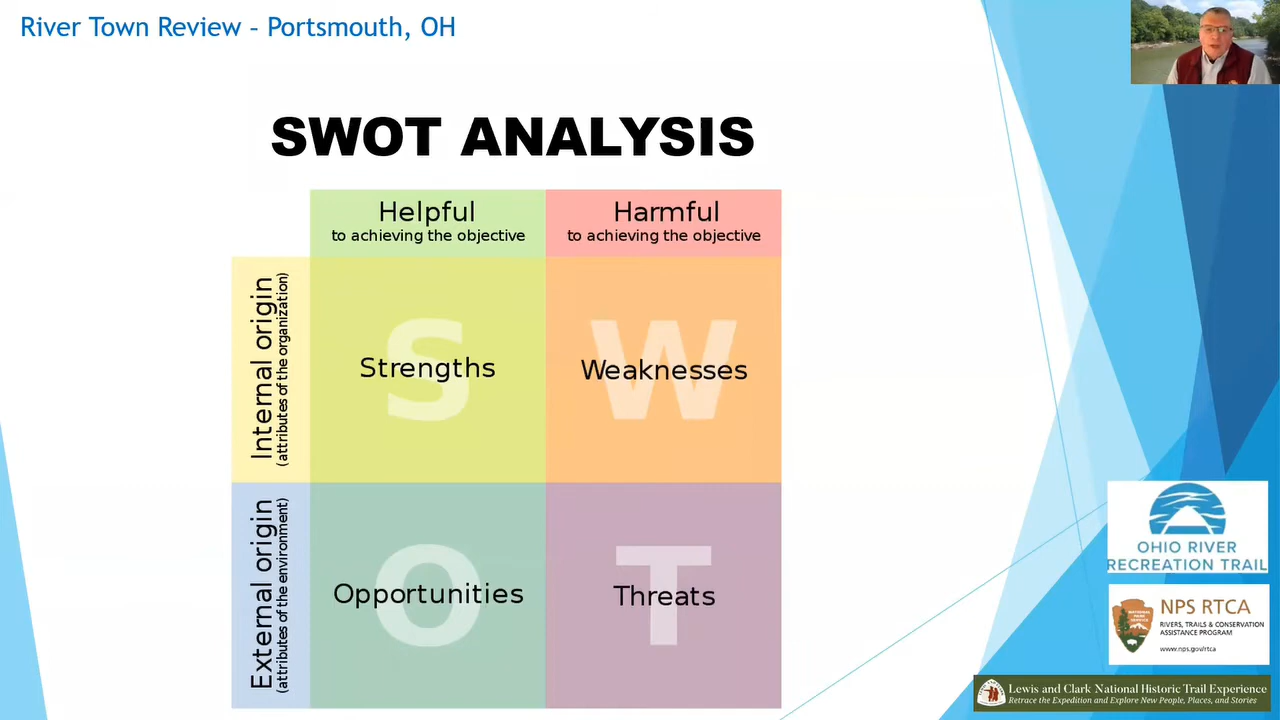 River Town Review – Portsmouth, OH
SWOT ANALYSIS
Helpful
to achieving the objective
Harmful
to achieving the objective
Internal origin
(attributes of the organization)
S
Strengths
W
Weaknesses
External origin
(attributes of the environment)
O
Opportunities
T
Threats
OHIO RIVER
RECREATION TRAIL
NPS RTCA
RIVERS, TRAILS & CONSERVATION
ASSISTANCE PROGRAM
www.nps.gov/rtca
Lewis and Clark National Historic Trail Experience
Retrace the Expedition and Explore New People, Places, and Stories